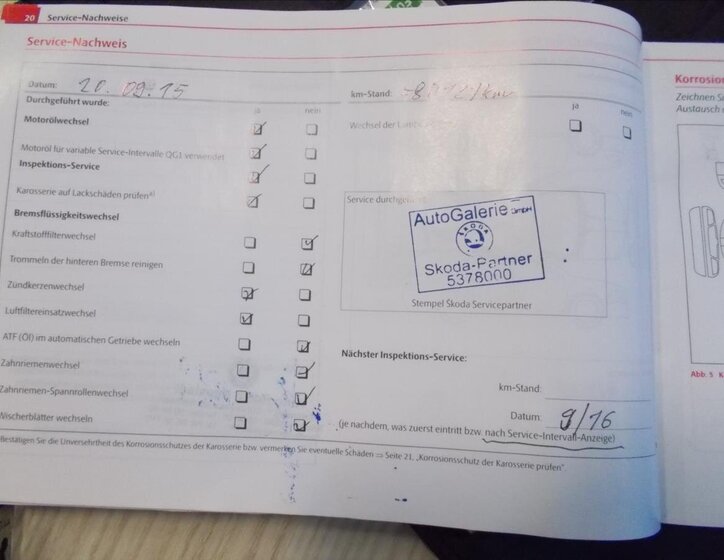 20 Service-Nachweise
Service-Nachweis
Datum: 20.09.15
km-Stand:
Durchgeführt wurde: ja nein
ja nein
Motorölwechsel
Wechsel der
Motoröl für variable Service-Intervalle (QG1) verwendet
Inspektions-Service
Karosserie auf Lackschäden prüfen
Service durchgeführt
Bremsflüssigkeitswechsel
Kraftstofffilterwechsel
Trommeln der hinteren Bremse reinigen
Zündkerzenwechsel
Luftfiltereinsatzwechsel
ATF (Öl) im automatischen Getriebe wechseln
Zahnriemenwechsel
Zahnriemen-Spannrollenwechsel
Wischerblätter wechseln
AutoGalerie GmbH
SKODA
Skoda-Partner
5378000
Stempel Škoda Servicepartner
Nächster Inspektions-Service:
km-Stand:
Datum: 9/16
(je nachdem, was zuerst eintritt bzw. nach Service-Intervall-Anzeige)
Bestätigen Sie die Unversehrtheit des Korrosionsschutzes der Karosserie bzw. vermerken Sie eventuelle Schäden ⇒ Seite 21, „Korrosionsschutz der Karosserie prüfen".
Korrosion
Zeichnen Si
Austausch
Abb. 5 K